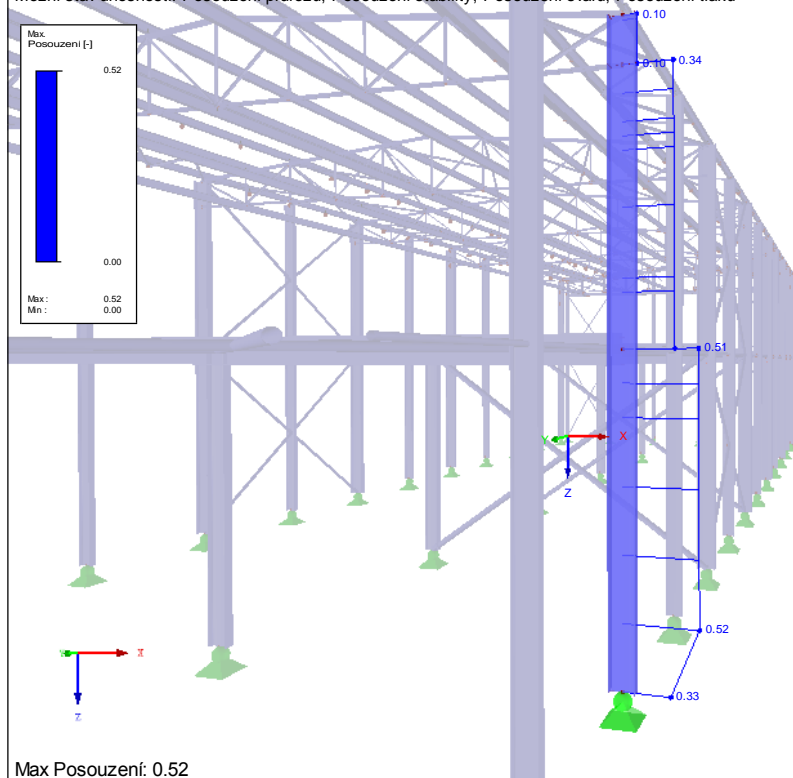 Max.
Posouzení [-]
0.52
0.00
Max : 0.52
Min : 0.00
0.10
0.10
0.34
0.51
0.52
0.33
Y
X
Z
X
Z
Max Posouzení: 0.52